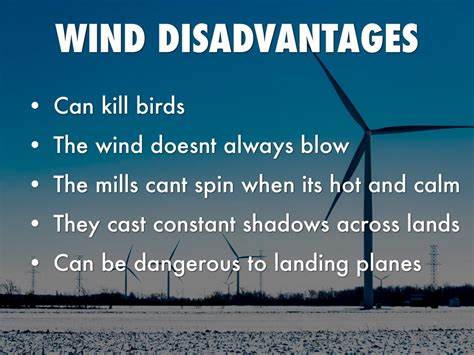 WIND DISADVANTAGES
• Can kill birds
• The wind doesnt always blow
• The mills cant spin when its hot and calm
• They cast constant shadows across lands
• Can be dangerous to landing planes